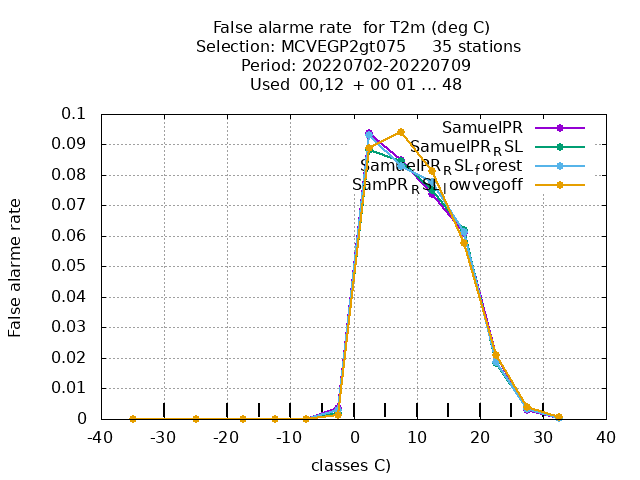 False alarme rate  for T2m (deg C)
Selection: MCVEGP2gt075     35 stations
Period: 20220702-20220709
Used  00,12  + 00 01 ... 48
0.1
0.09
0.08
0.07
0.06
0.05
0.04
0.03
0.02
0.01
0
False alarme rate
SamuelPR
SamuelPR_RSL
SamuelPR_RSL_forest
SamPR_RSL_lowvegoff
-40 -30 -20 -10 0 10 20 30 40
classes C)